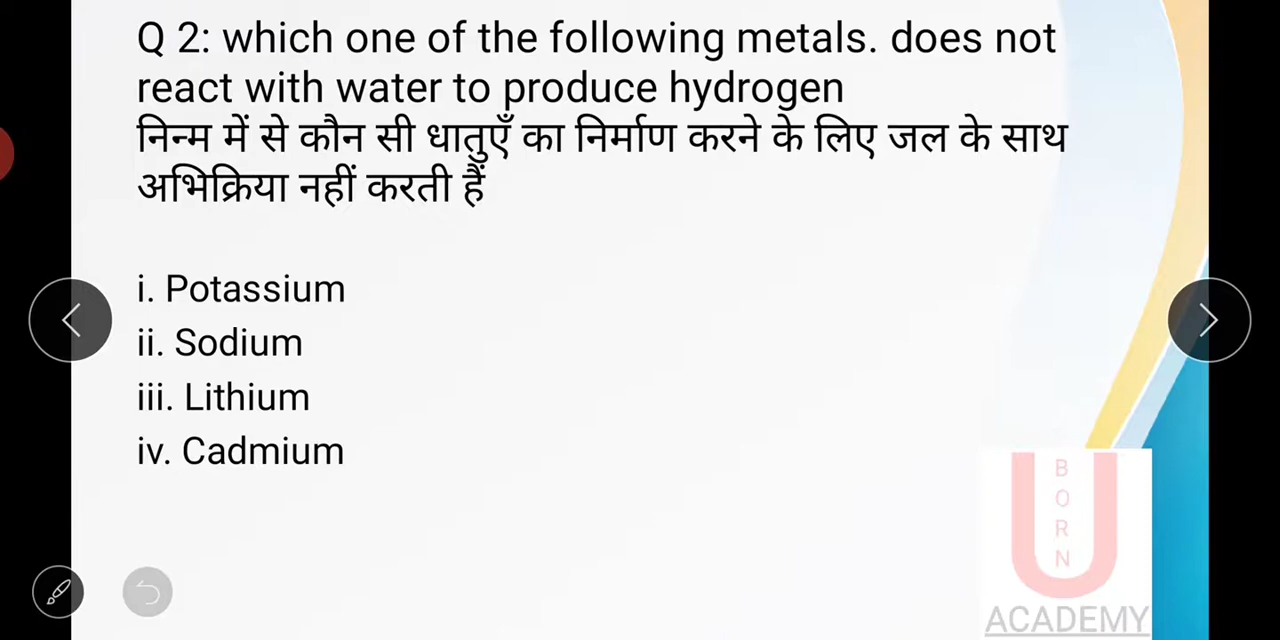 Q 2: which one of the following metals. does not
react with water to produce hydrogen
निन्म में से कौन सी धातुएँ का निर्माण करने के लिए जल के साथ
अभिक्रिया नहीं करती हैं
i. Potassium
ii. Sodium
iii. Lithium
iv. Cadmium
U
BORN
ACADEMY